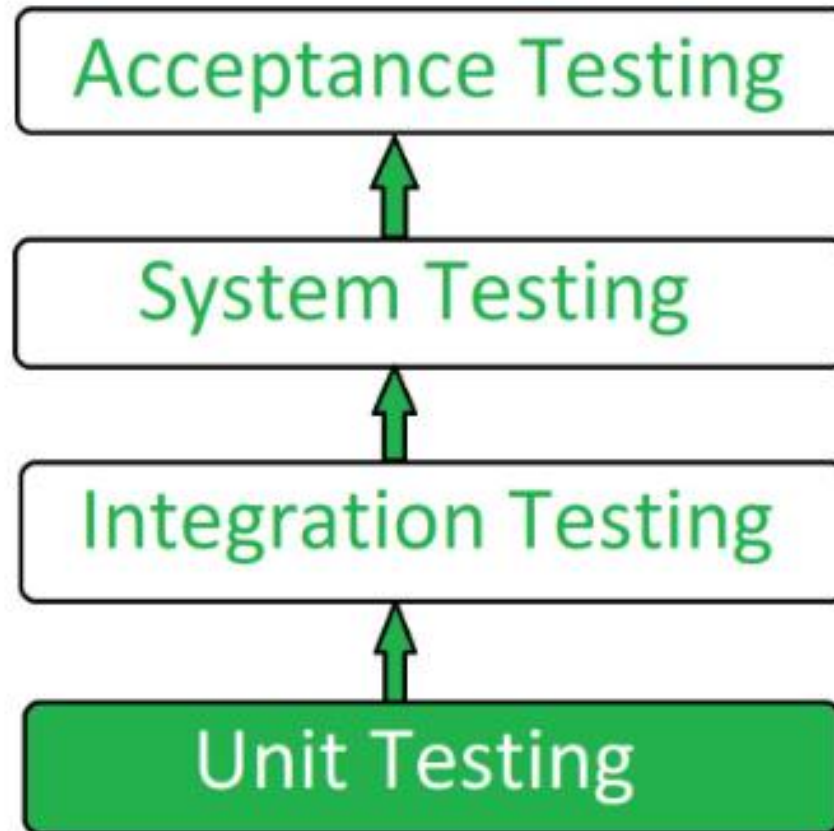 Acceptance Testing
System Testing
Integration Testing
Unit Testing